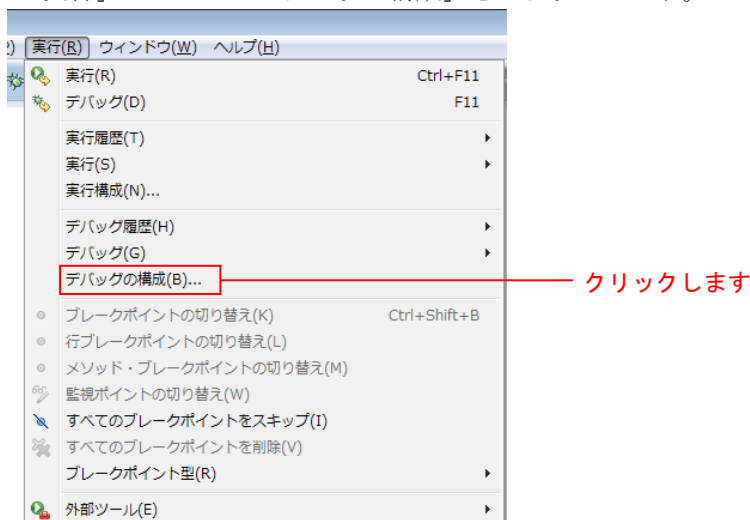 実行(R) ウィンドウ(W) ヘルプ(H)
実行(R) Ctrl+F11
デバッグ(D) F11
実行履歴(T)
実行(S)
実行構成(N)...
デバッグ履歴(H)
デバッグ(G)
デバッグの構成(B)...
クリックします
ブレークポイントの切り替え(K) Ctrl+Shift+B
行ブレークポイントの切り替え(L)
メソッド・ブレークポイントの切り替え(M)
監視ポイントの切り替え(W)
すべてのブレークポイントをスキップ(I)
すべてのブレークポイントを削除(V)
ブレークポイント型(R)
外部ツール(E)